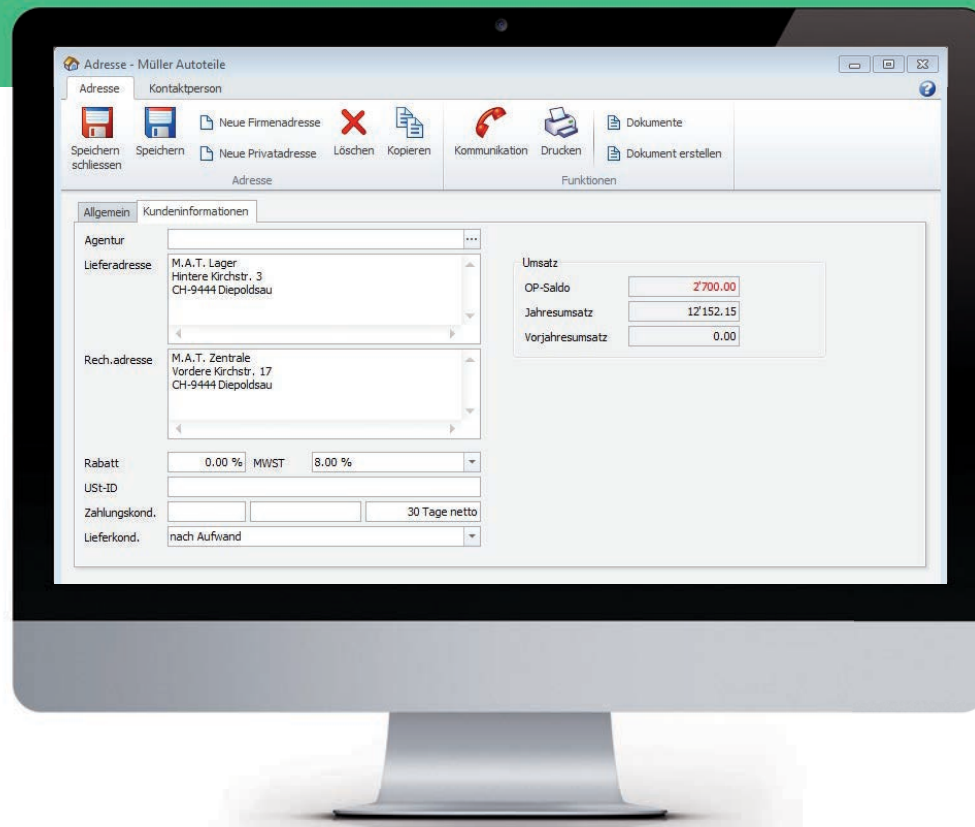 Adresse - Müller Autoteile
Adresse Kontaktperson
Speichern schliessen
Speichern
Neue Firmenadresse
Neue Privatadresse
Löschen
Kopieren
Adresse
Kommunikation
Drucken
Dokumente
Dokument erstellen
Funktionen
Allgemein Kundeninformationen
Agentur
Lieferadresse
M.A.T. Lager
Hintere Kirchstr. 3
CH-9444 Diepoldsau
Rech.adresse
M.A.T. Zentrale
Vordere Kirchstr. 17
CH-9444 Diepoldsau
Rabatt 0.00 % MWST 8.00 %
USt-ID
Zahlungskond. 30 Tage netto
Lieferkond. nach Aufwand
Umsatz
OP-Saldo 2'700.00
Jahresumsatz 12'152.15
Vorjahresumsatz 0.00